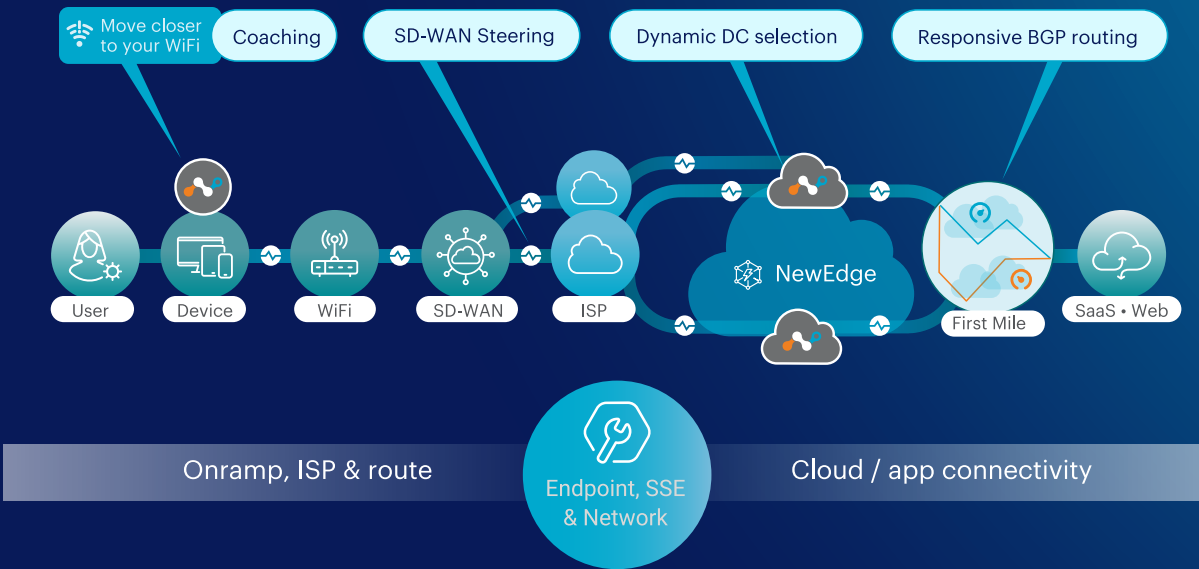 Move closer
to your WiFi
Coaching
SD-WAN Steering
Dynamic DC selection
Responsive BGP routing
NewEdge
User
Device
WiFi
SD-WAN
ISP
First Mile
SaaS • Web
Onramp, ISP & route
Endpoint, SSE
& Network
Cloud / app connectivity